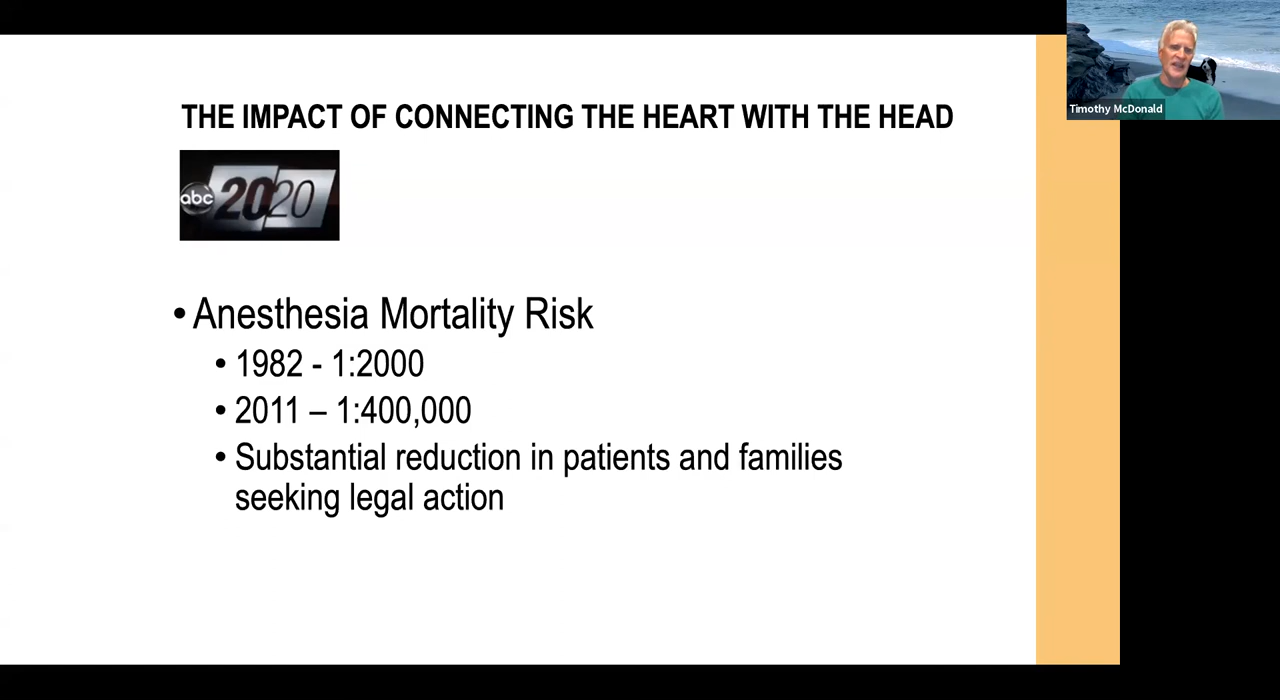 THE IMPACT OF CONNECTING THE HEART WITH THE HEAD
abc 20 20
• Anesthesia Mortality Risk
• 1982 - 1:2000
• 2011 – 1:400,000
• Substantial reduction in patients and families
seeking legal action
Timothy McDonald